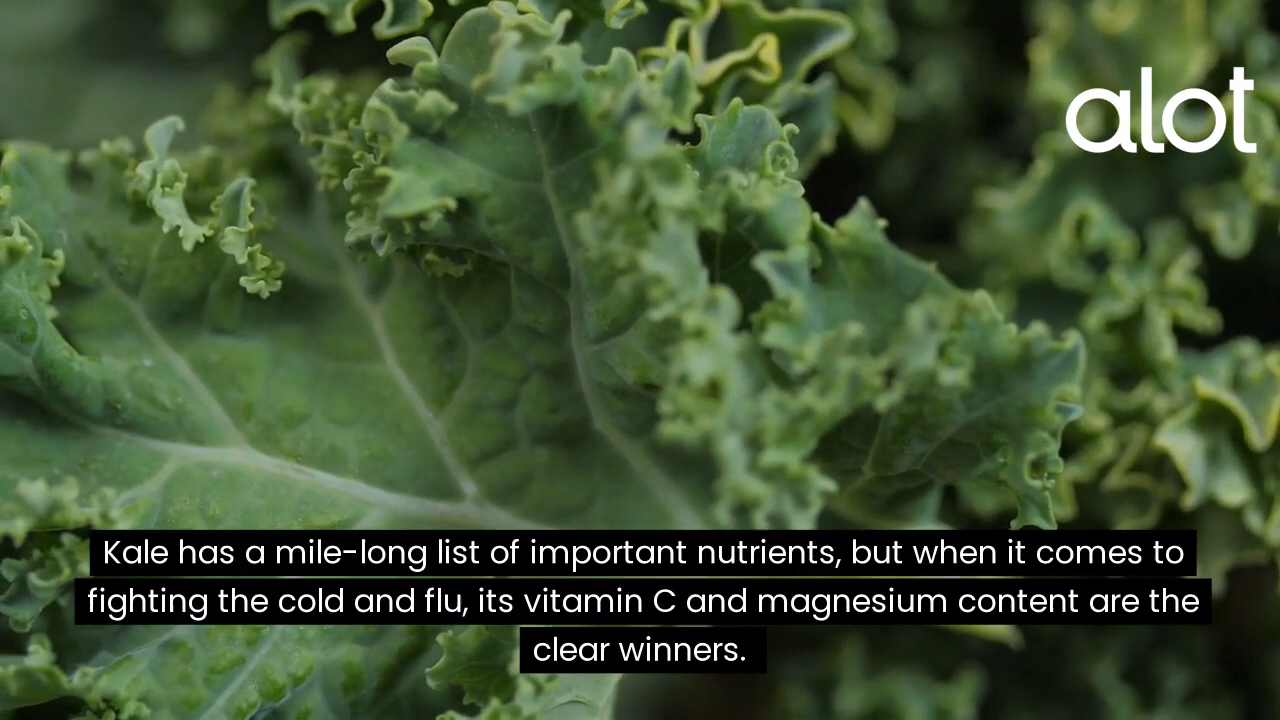 alot
Kale has a mile-long list of important nutrients, but when it comes to
fighting the cold and flu, its vitamin C and magnesium content are the
clear winners.